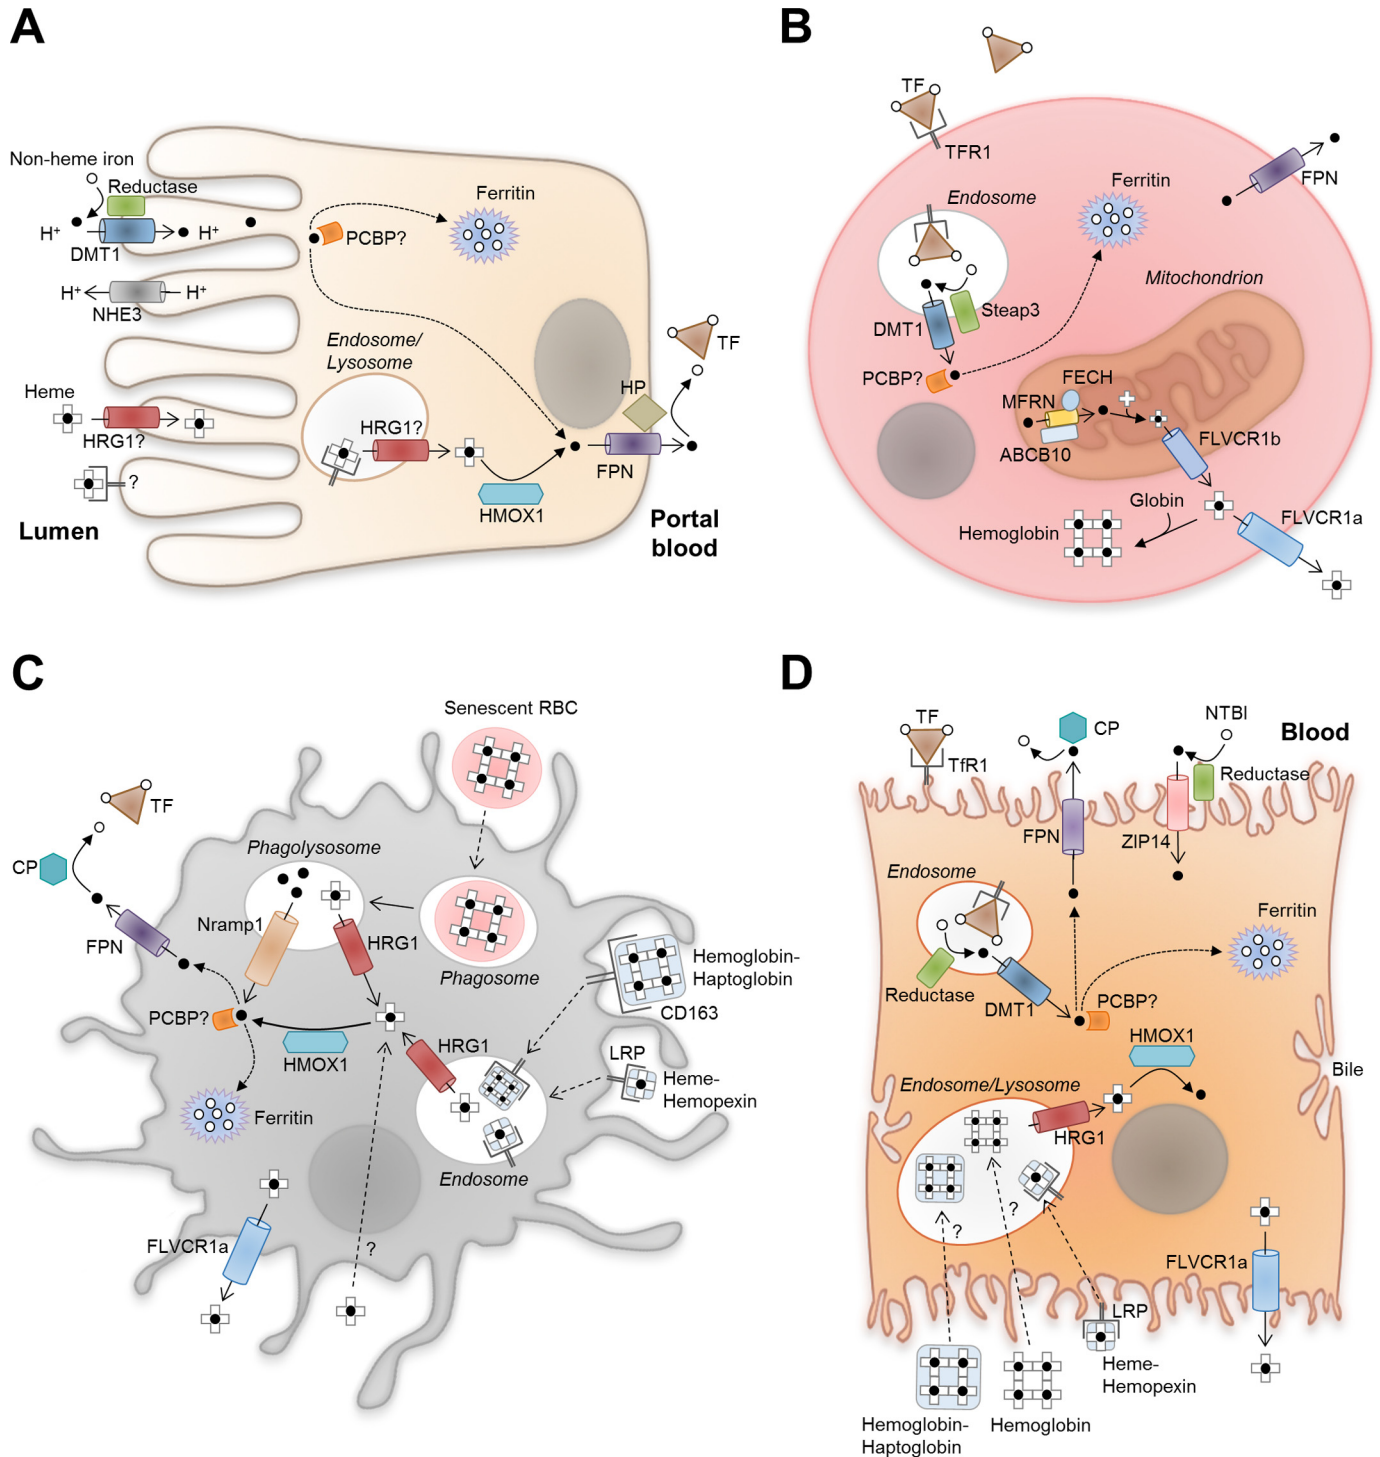 A
Non-heme iron
Reductase
H⁺
H⁺
DMT1
H⁺
H⁺
NHE3
Ferritin
PCBP?
Endosome/
Lysosome
TF
Heme
HRG1?
HRG1?
HP
FPN
?
HMOX1
Lumen
Portal
blood
B
TF
TFR1
FPN
Endosome
Ferritin
Mitochondrion
Steap3
DMT1
PCBP?
FECH
MFRN
ABCB10
FLVCR1b
Globin
Hemoglobin
FLVCR1a
C
Senescent RBC
TF
Phagolysosome
CP
Nramp1
FPN
HRG1
Phagosome
Hemoglobin-
Haptoglobin
CD163
PCBP?
HMOX1
HRG1
LRP
Heme-
Hemopexin
Ferritin
Endosome
FLVCR1a
?
D
TF
TfR1
CP
NTBI
Blood
Reductase
FPN
ZIP14
Endosome
Ferritin
Reductase
DMT1
PCBP?
HMOX1
Endosome/Lysosome
HRG1
Bile
?
?
FLVCR1a
LRP
Heme-
Hemopexin
Hemoglobin-
Haptoglobin
Hemoglobin